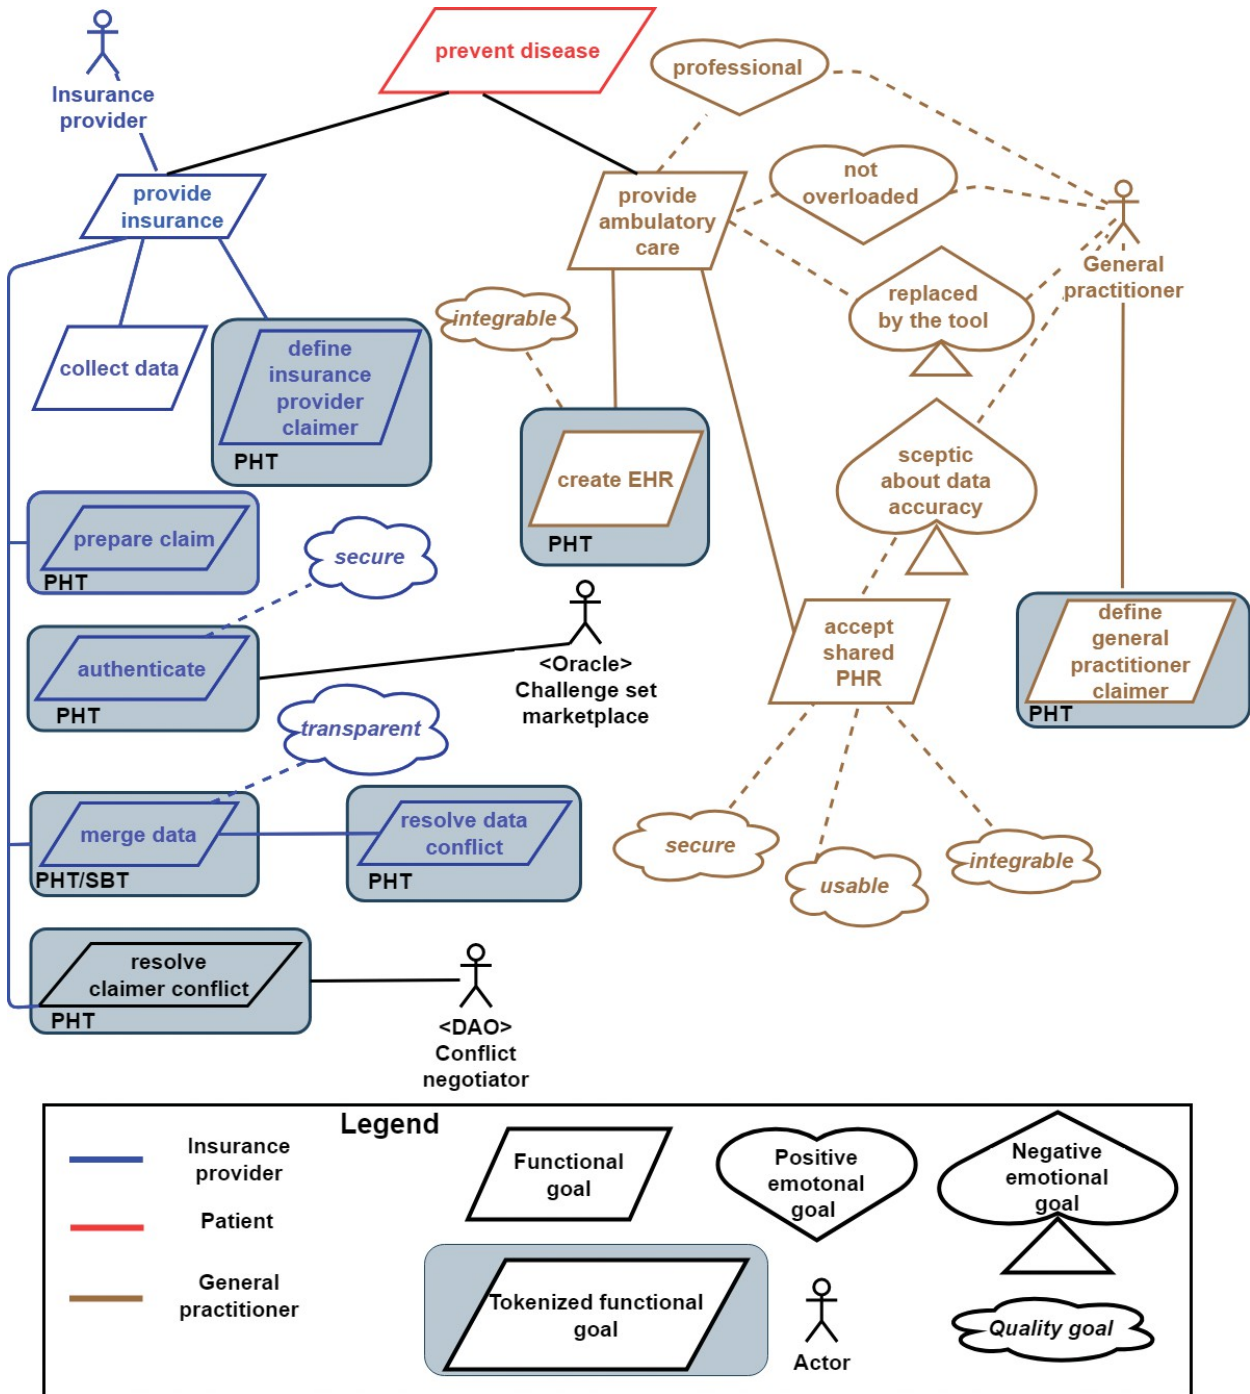 prevent disease
professional
Insurance
provider
not
overloaded
provide
insurance
provide
ambulatory
care
General
practitioner
replaced
by the tool
integrable
collect data
define
insurance
provider
claimer
PHT
sceptic
about data
accuracy
create EHR
PHT
prepare claim
PHT
secure
authenticate
PHT
<Oracle>
Challenge set
marketplace
accept
shared
PHR
define
general
practitioner
claimer
PHT
transparent
merge data
PHT/SBT
resolve data
conflict
PHT
secure
usable
integrable
resolve
claimer conflict
PHT
<DAO>
Conflict
negotiator
Legend
Insurance
provider
Patient
General
practitioner
Functional
goal
Positive
emotonal
goal
Negative
emotional
goal
Tokenized functional
goal
Actor
Quality goal